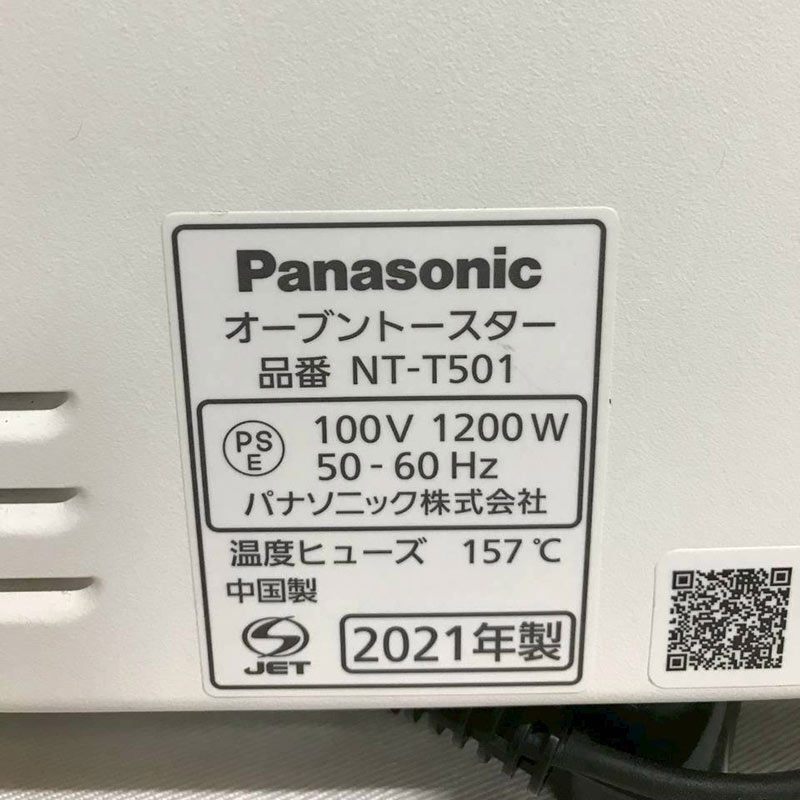 Panasonic
オーブントースター
品番 NT-T501
PS
E
100V 1200W
50-60Hz
パナソニック株式会社
温度ヒューズ 157℃
中国製
JET
2021年製